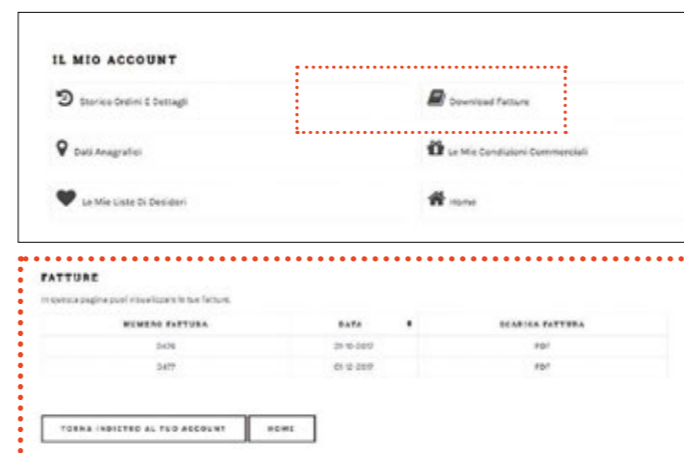 IL MIO ACCOUNT
Storico Ordini E Dettagli
Download Fatture
Dati Anagrafici
Le Mie Condizioni Commerciali
Le Mie Liste Di Desideri
Home
FATTURE
In questa pagina puoi visualizzare le tue fatture.
NUMERO FATTURA DATA SCARICA FATTURA
PDF
PDF
TORNA INDIETRO AL TUO ACCOUNT HOME